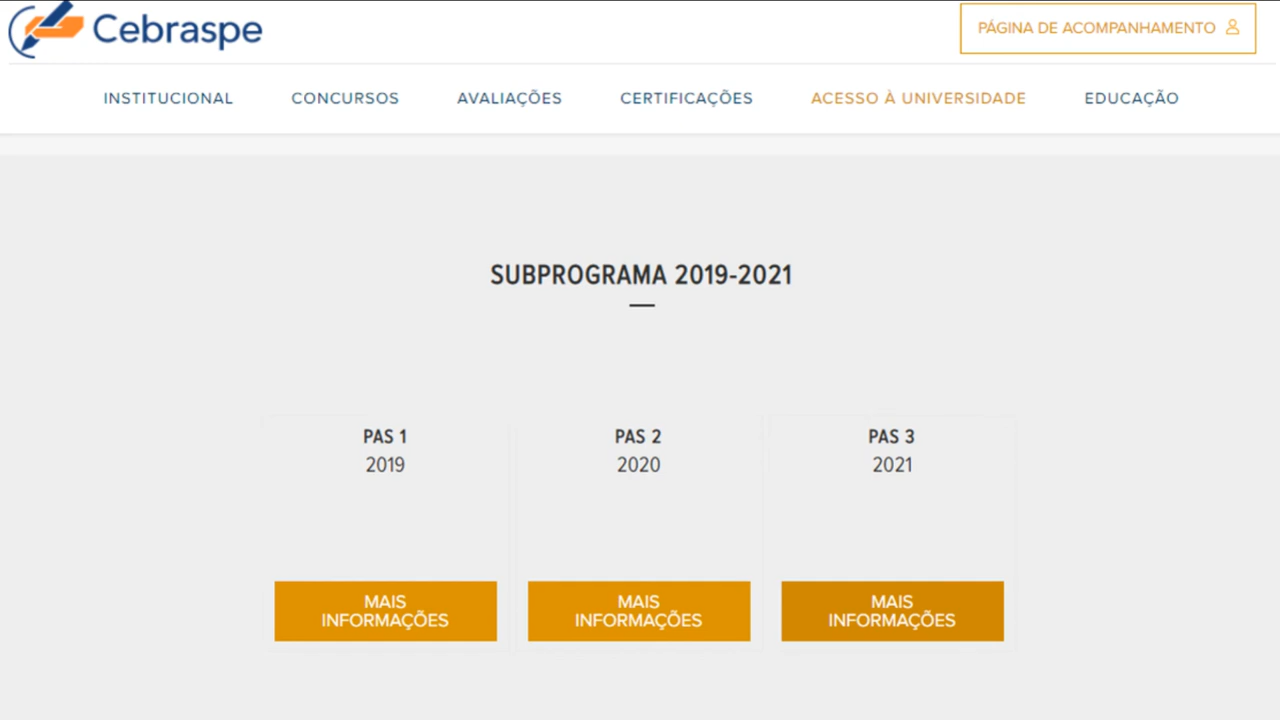 Cebraspe
PÁGINA DE ACOMPANHAMENTO
INSTITUCIONAL CONCURSOS AVALIAÇÕES CERTIFICAÇÕES ACESSO À UNIVERSIDADE EDUCAÇÃO
SUBPROGRAMA 2019-2021
PAS 1
2019
MAIS
INFORMAÇÕES
PAS 2
2020
MAIS
INFORMAÇÕES
PAS 3
2021
MAIS
INFORMAÇÕES